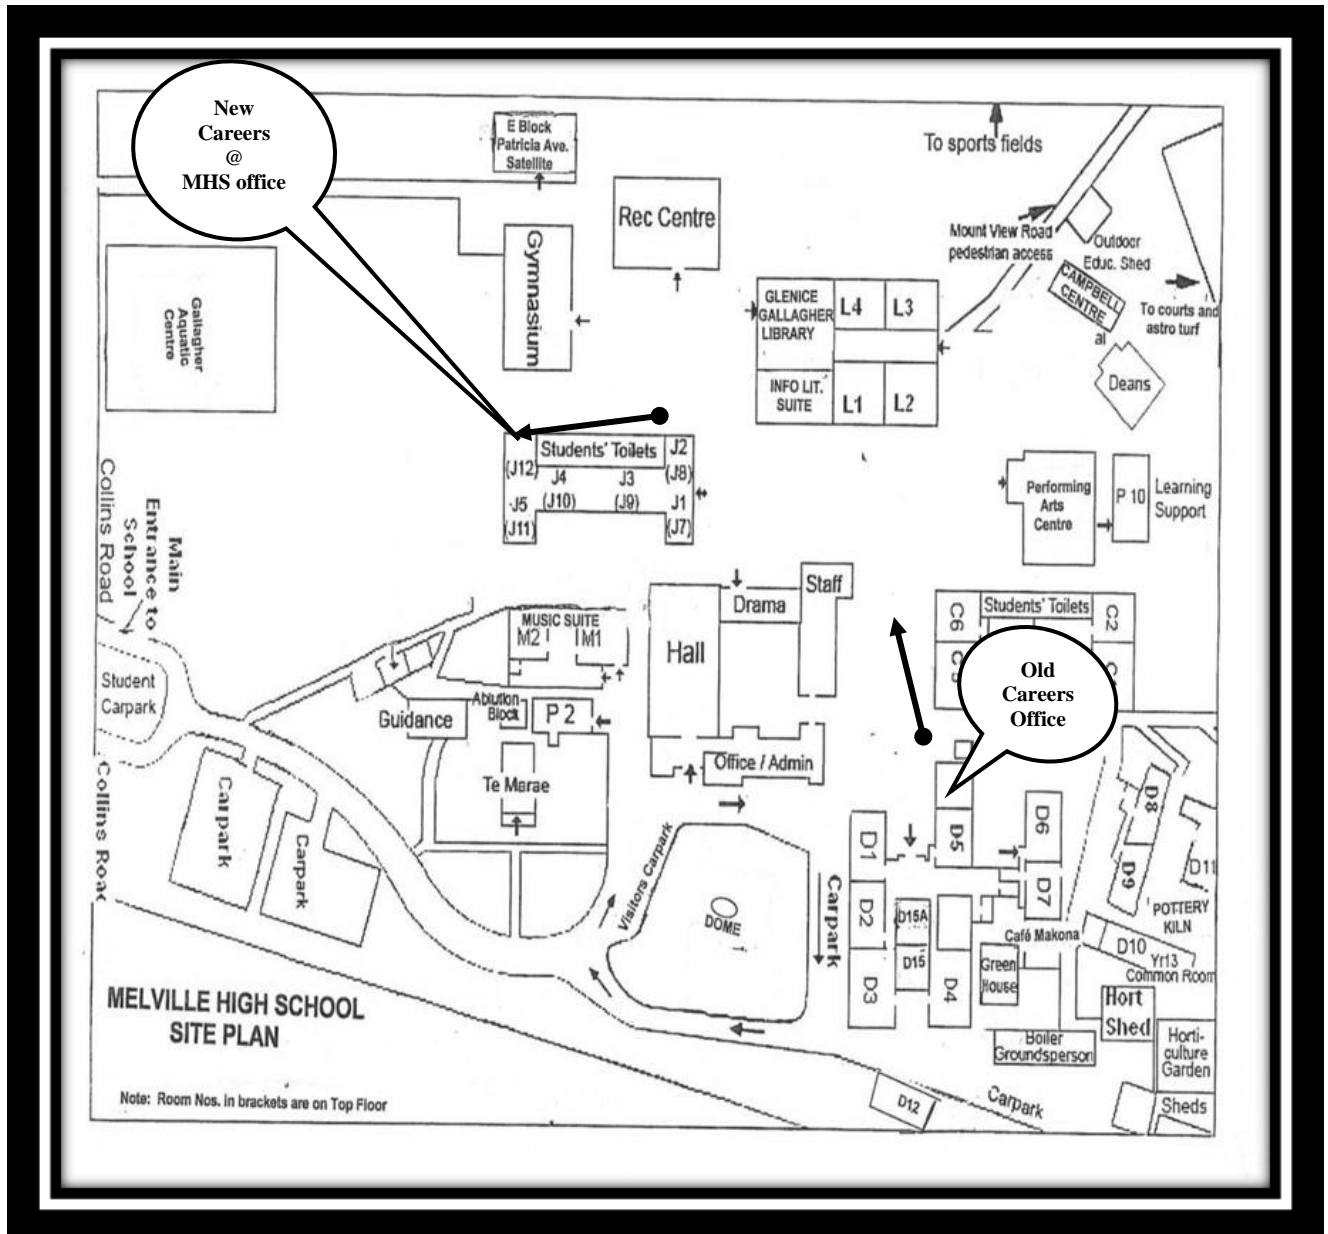 New
Careers
@
MHS office
E Block
Patricia Ave.
Satellite
To sports fields
Rec Centre
Gymnasium
Mount View Road
pedestrian access
Outdoor
Educ. Shed
CAMPBELL
CENTRE
al
To courts and
astro turf
Gallagher
Aquatic
Centre
GLENICE
GALLAGHER
LIBRARY
L4
L3
INFO LIT.
SUITE
L1
L2
Deans
Students' Toilets
J2
(J8)
(J12)
J4
(J10)
J3
(J9)
J5
(J11)
J1
(J7)
Performing
Arts
Centre
P 10
Learning
Support
Collins Road
Main
Entrance to
School
Student
Carpark
MUSIC SUITE
M2
M1
Hall
Drama
Staff
C6
Students' Toilets
C2
Old
Careers
Office
Guidance
Ablution
Block
P 2
Te Marae
Office / Admin
Collins Road
Carpark
Carpark
Visitors Carpark
DOME
Carpark
D1
D2
D3
D5
D15A
D15
D4
D6
D7
D8
D9
D11
POTTERY
KILN
Café Makona
D10
Yr13
Common Room
Green
House
Hort
Shed
Boiler
Groundsperson
Horti-
culture
Garden
Sheds
D12
Carpark
MELVILLE HIGH SCHOOL
SITE PLAN
Note: Room Nos. in brackets are on Top Floor